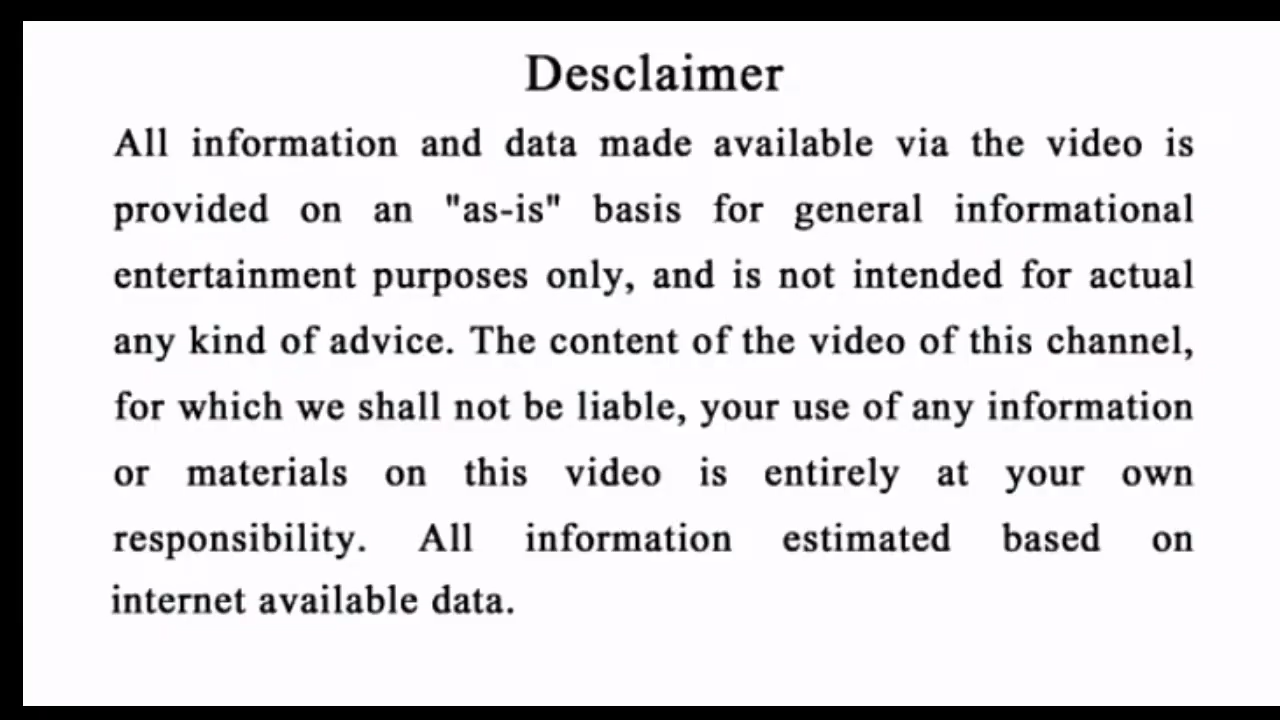 Desclaimer
All information and data made available via the video is
provided on an "as-is" basis for general informational
entertainment purposes only, and is not intended for actual
any kind of advice. The content of the video of this channel,
for which we shall not be liable, your use of any information
or materials on this video is entirely at your own
responsibility. All information estimated based on
internet available data.